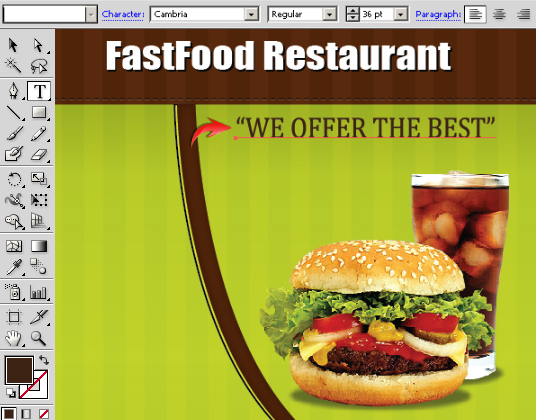 Character: Cambria Regular 36 pt Paragraph:
FastFood Restaurant
“WE OFFER THE BEST”
T